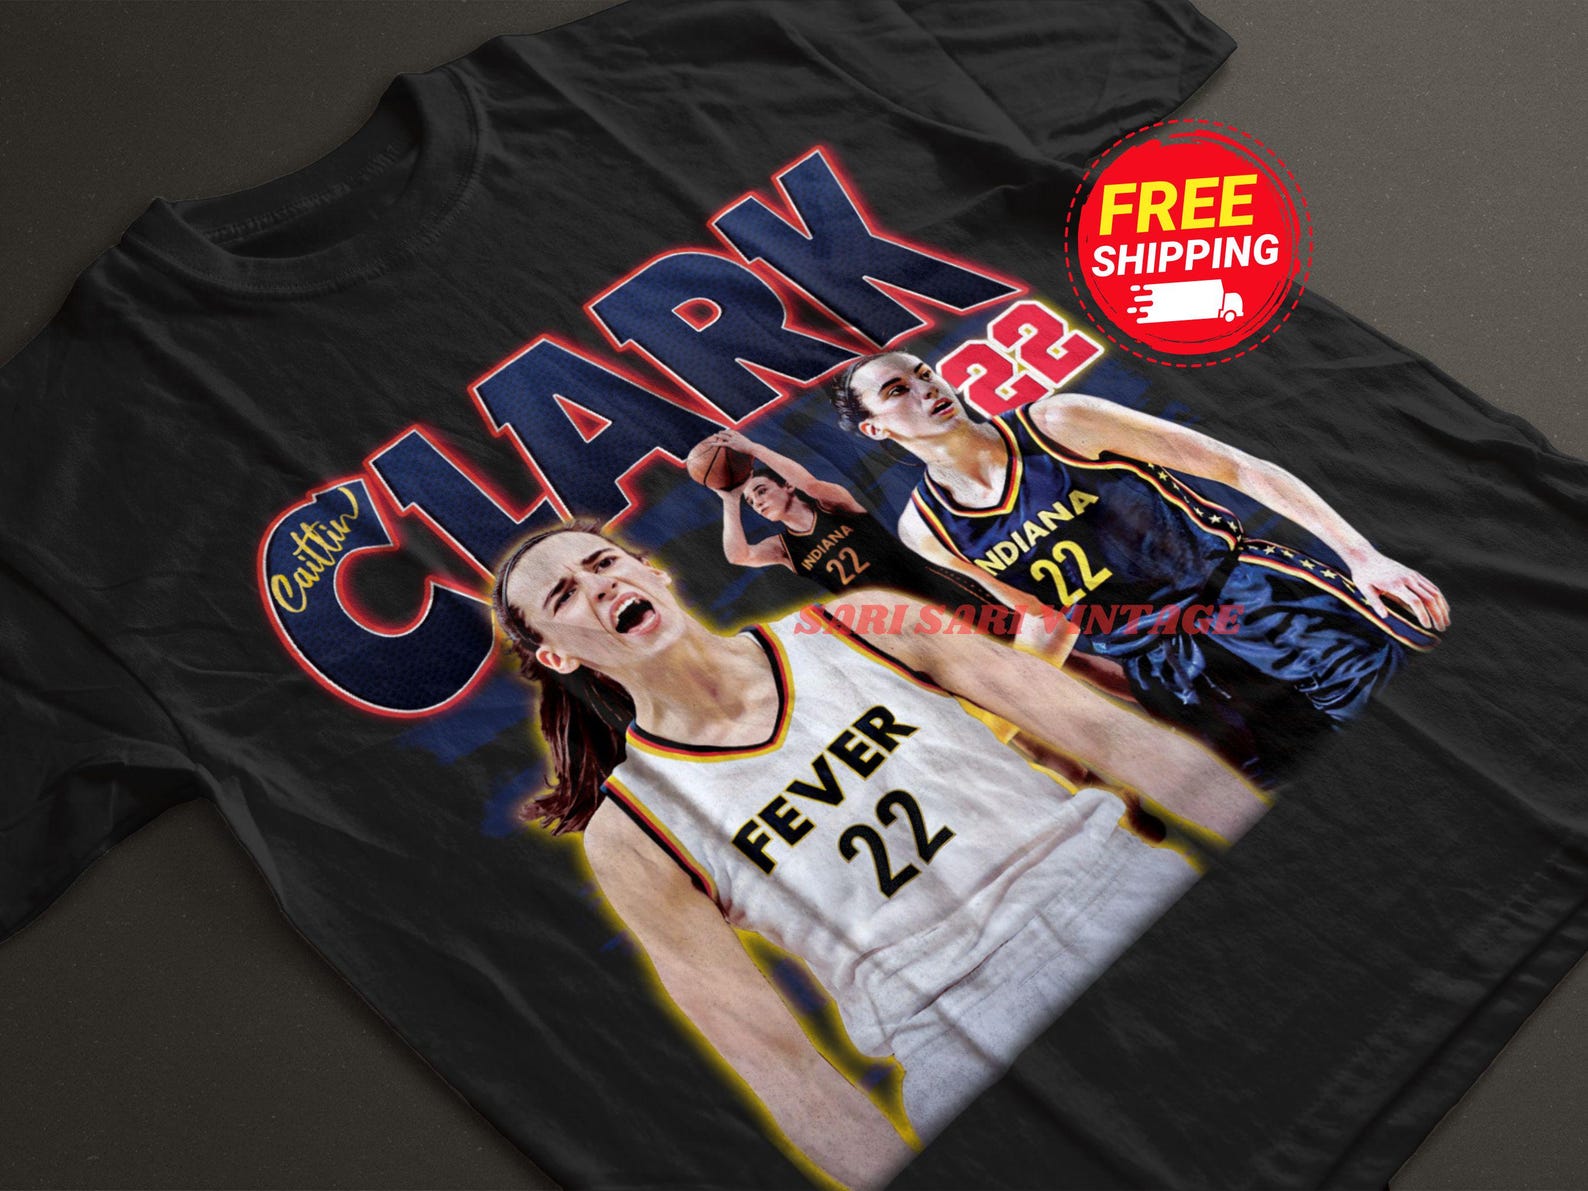 FREE
SHIPPING
CLARK
Caitlin
22
INDIANA
22
INDIANA
22
SARI SARI VINTAGE
FEVER
22